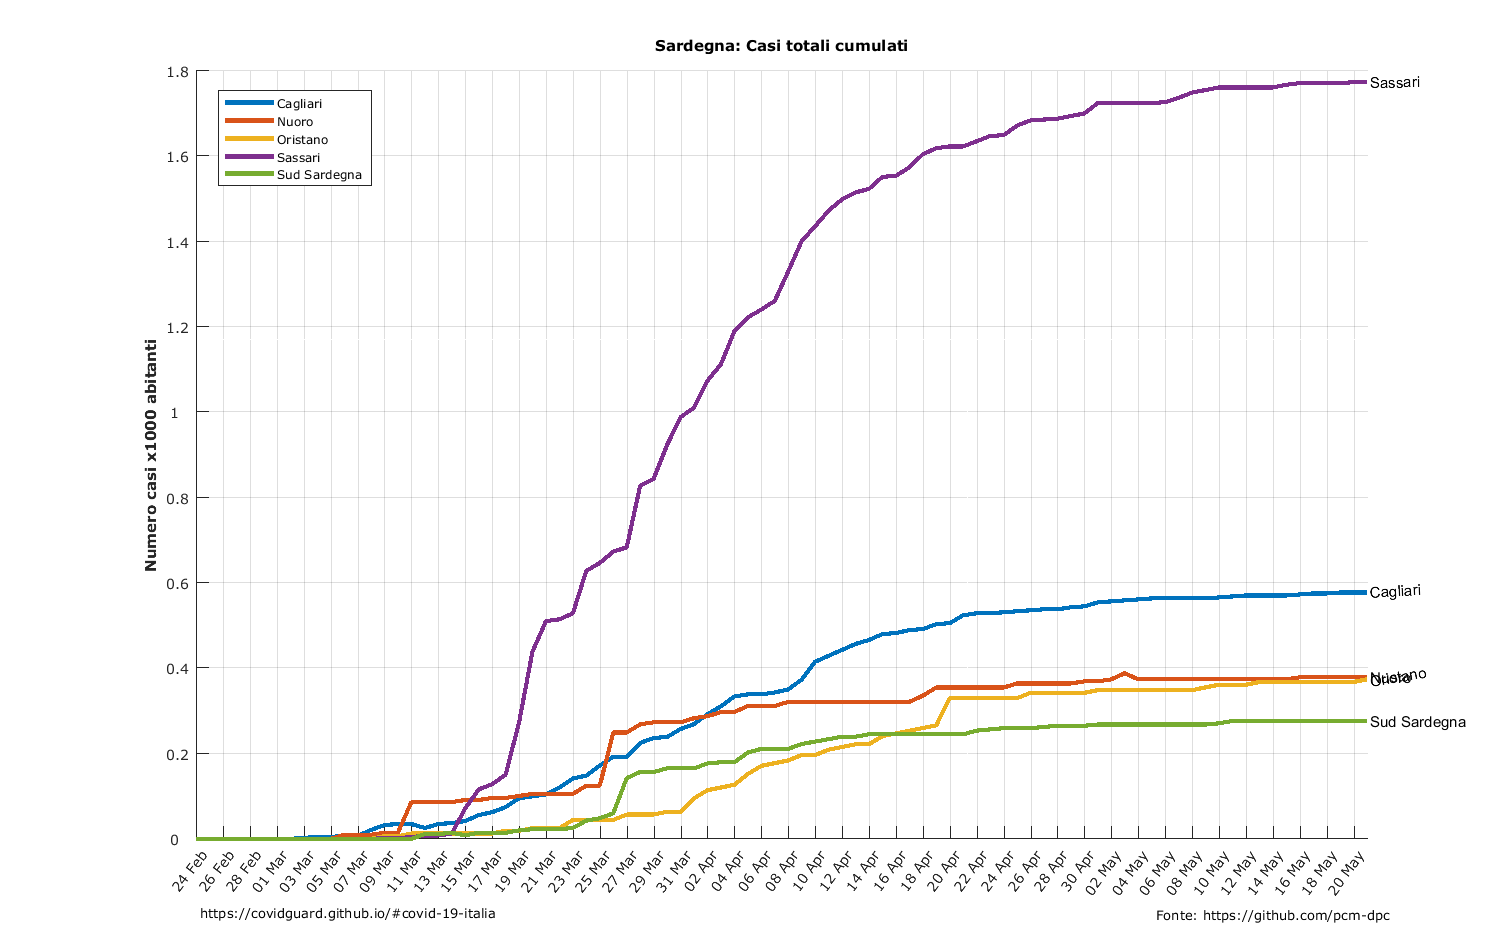 Sardegna: Casi totali cumulati
Numero casi x1000 abitanti
1.8
1.6
1.4
1.2
1
0.8
0.6
0.4
0.2
0
Cagliari
Nuoro
Oristano
Sassari
Sud Sardegna
Sassari
Cagliari
Nuoro
Oristano
Sud Sardegna
24 Feb
26 Feb
28 Feb
01 Mar
03 Mar
05 Mar
07 Mar
09 Mar
11 Mar
13 Mar
15 Mar
17 Mar
19 Mar
21 Mar
23 Mar
25 Mar
27 Mar
29 Mar
31 Mar
02 Apr
04 Apr
06 Apr
08 Apr
10 Apr
12 Apr
14 Apr
16 Apr
18 Apr
20 Apr
22 Apr
24 Apr
26 Apr
28 Apr
30 Apr
02 May
04 May
06 May
08 May
10 May
12 May
14 May
16 May
18 May
20 May
https://covidguard.github.io/#covid-19-italia
Fonte: https://github.com/pcm-dpc